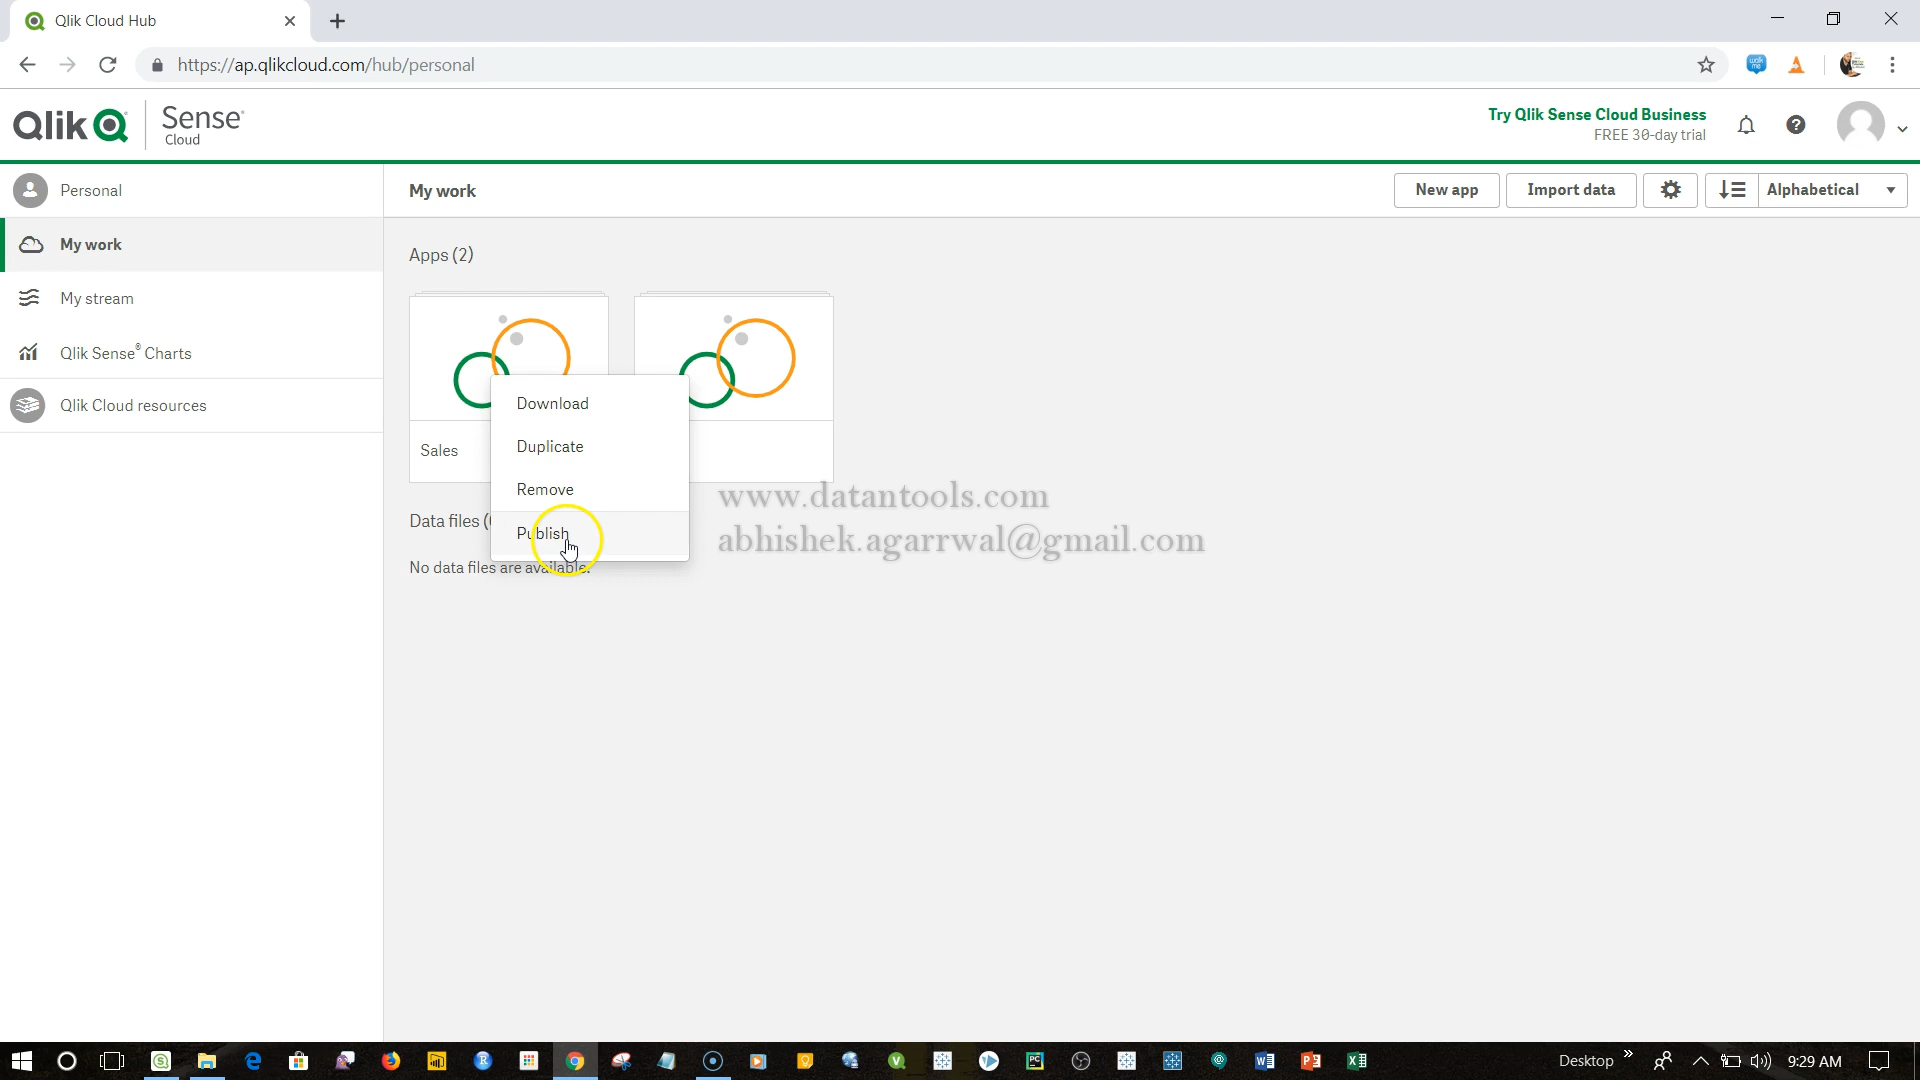 Qlik Cloud Hub
https://ap.qlikcloud.com/hub/personal
Qlik
Sense®
Cloud
Try Qlik Sense Cloud Business
FREE 30-day trial
Personal
My work
My stream
Qlik Sense® Charts
Qlik Cloud resources
My work
New app
Import data
Alphabetical
Apps (2)
Download
Duplicate
Remove
Publish
Sales
Data files (
No data files are available.
www.datantools.com
abhishek.agarrwal@gmail.com
Desktop
9:29 AM